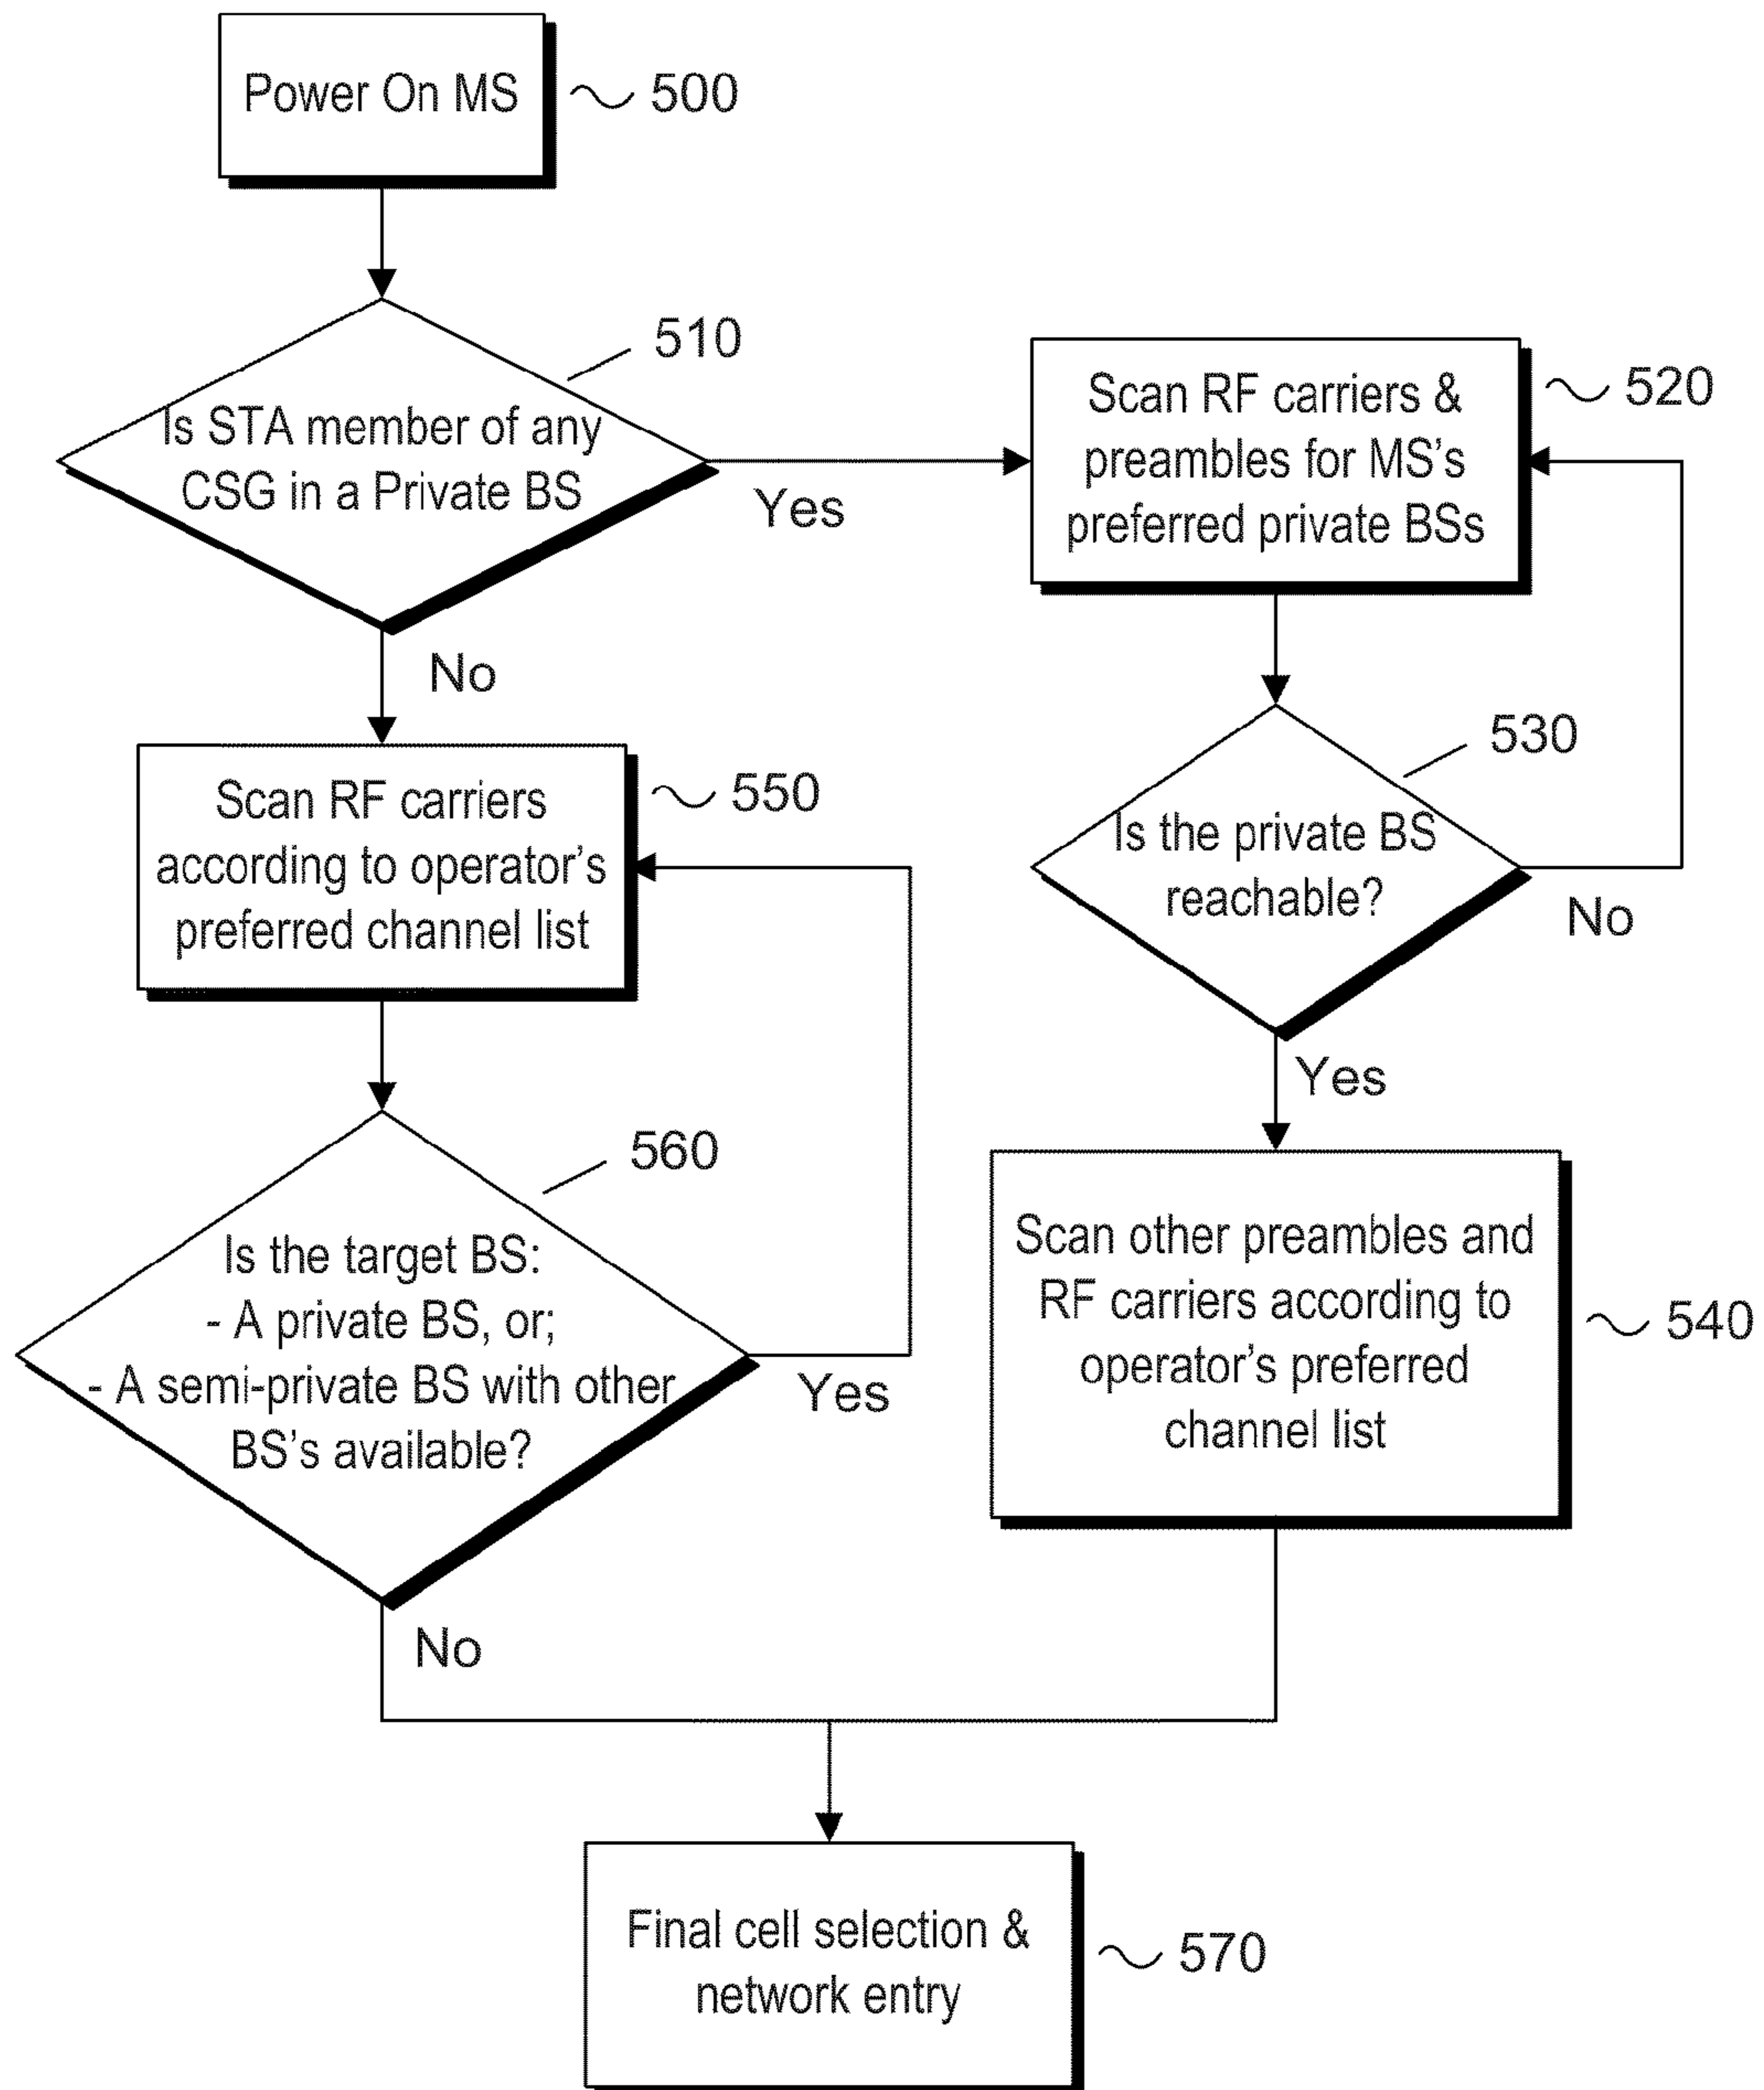 Power On MS
500
510
Is STA member of any
CSG in a Private BS
Yes
No
Scan RF carriers &
preambles for MS's
preferred private BSs
520
530
Is the private BS
reachable?
No
Yes
Scan RF carriers
according to operator's
preferred channel list
550
560
Is the target BS:
- A private BS, or;
- A semi-private BS with other
BS's available?
Yes
No
Scan other preambles and
RF carriers according to
operator's preferred
channel list
540
Final cell selection &
network entry
570